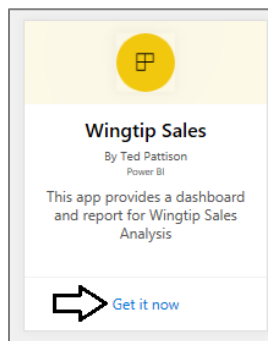 Wingtip Sales
By Ted Pattison
Power BI
This app provides a dashboard
and report for Wingtip Sales
Analysis
Get it now